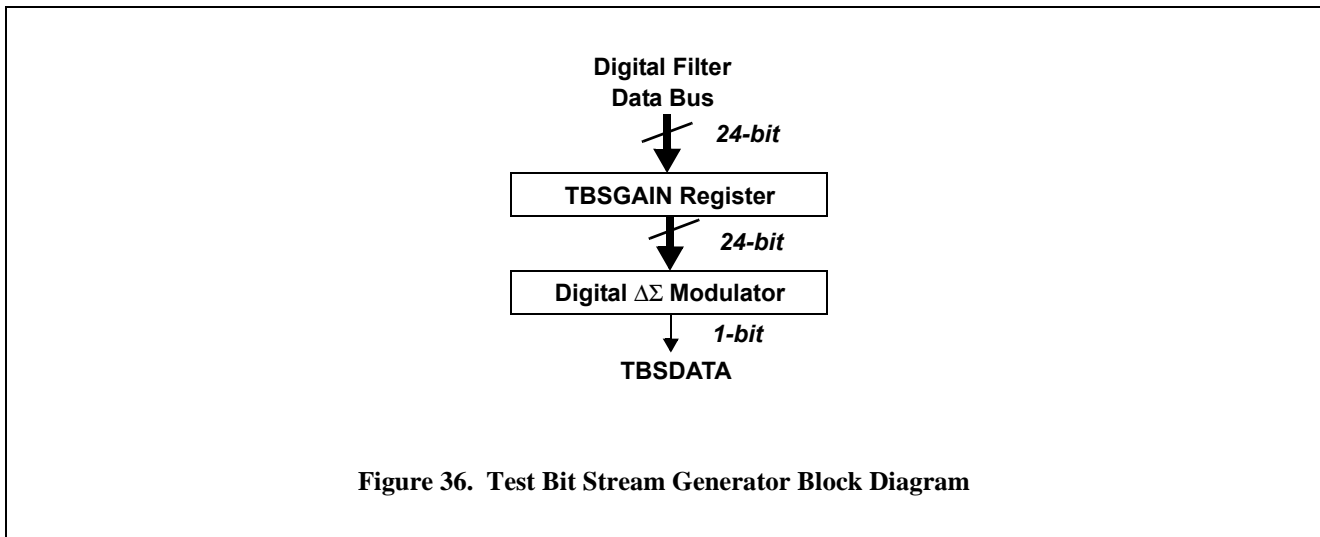 Digital Filter
Data Bus
24-bit
TBSGAIN Register
24-bit
Digital ΔΣ Modulator
1-bit
TBSDATA
Figure 36. Test Bit Stream Generator Block Diagram